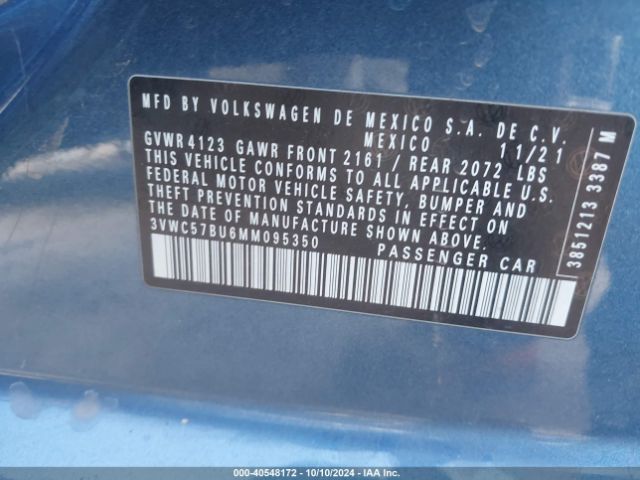 MFD BY VOLKSWAGEN DE MEXICO S.A. DE C.V.
MEXICO 11/21
GVWR 4123 GAWR FRONT 2161 / REAR 2072 LBS
THIS VEHICLE CONFORMS TO ALL APPLICABLE U.S.
FEDERAL MOTOR VEHICLE SAFETY, BUMPER AND
THEFT PREVENTION STANDARDS IN EFFECT ON
THE DATE OF MANUFACTURE SHOWN ABOVE.
3VWC57BU6MM095350
PASSENGER CAR
3851213 3387 M
000-40548172 • 10/10/2024 • IAA Inc.